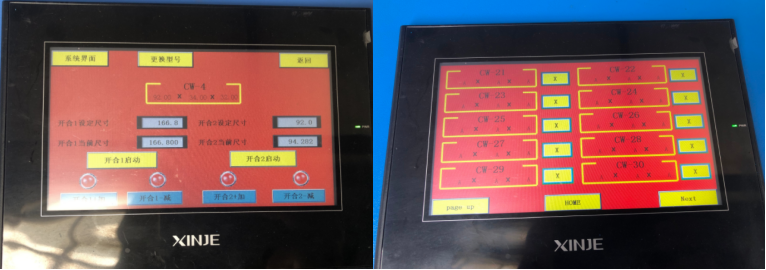 系统界面 更换型号 返回
CW-4
开合1设定尺寸 166.8 开合2设定尺寸 92.8
开合1当前尺寸 166.800 开合2当前尺寸 94.282
开合1启动 开合2启动
开合1-减 开合2+加 开合2-减
XINJE
CW-21 X CW-22 X
CW-23 X CW-24 X
CW-25 X CW-26 X
CW-27 X CW-28 X
CW-29 X CW-30 X
page up HOME Next
XINJE